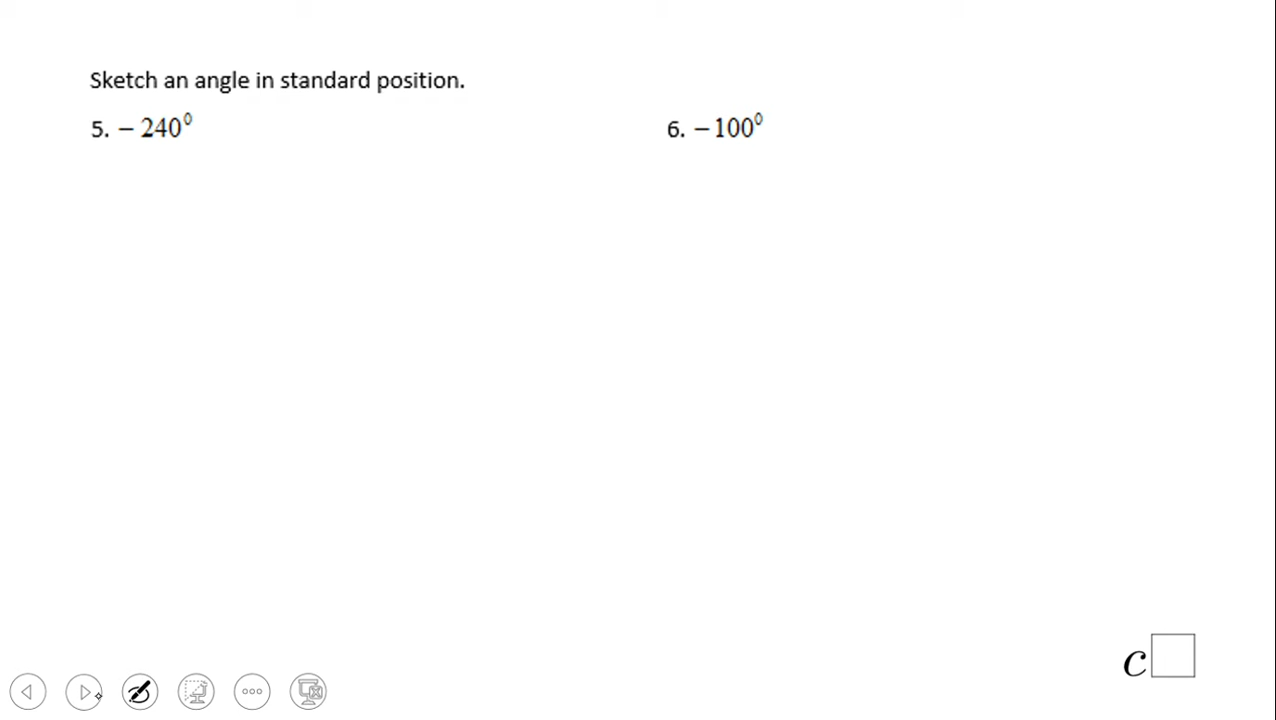 Sketch an angle in standard position.
5. – 240⁰
6. – 100⁰
c